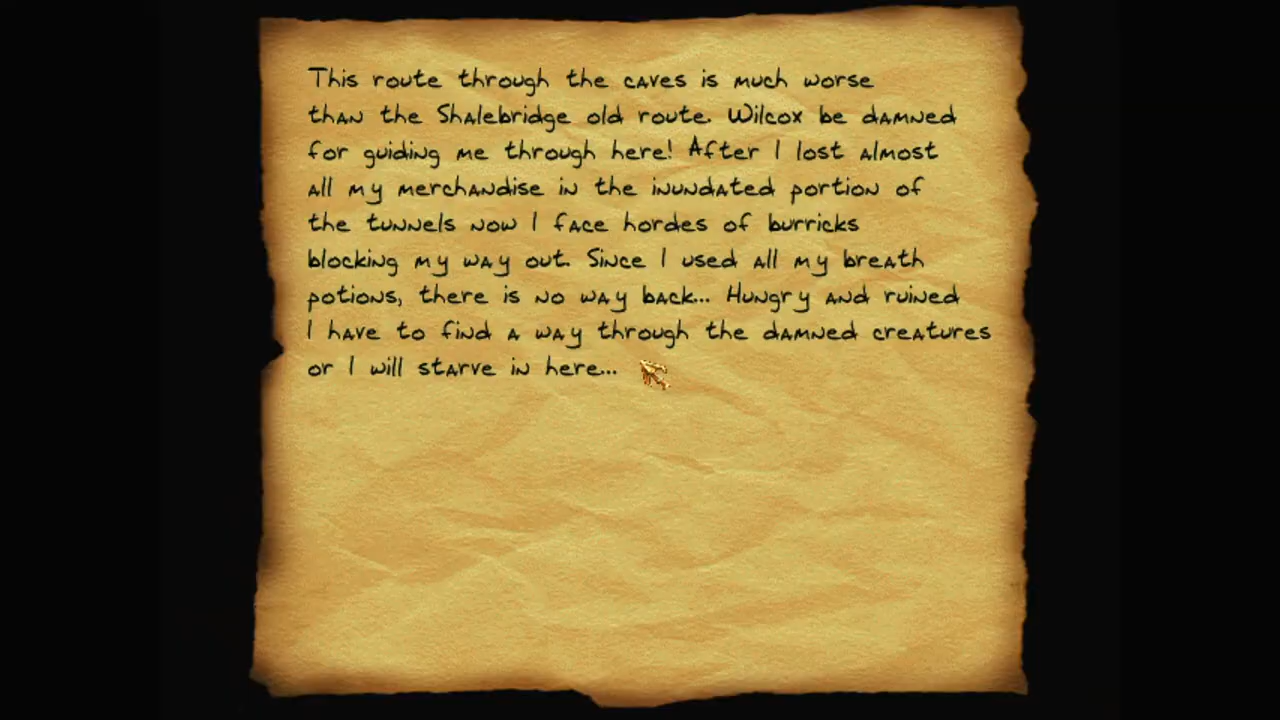 This route through the caves is much worse
than the Shalebridge old route. Wilcox be damned
for guiding me through here! After I lost almost
all my merchandise in the inundated portion of
the tunnels now I face hordes of burricks
blocking my way out. Since I used all my breath
potions, there is no way back... Hungry and ruined
I have to find a way through the damned creatures
or I will starve in here...